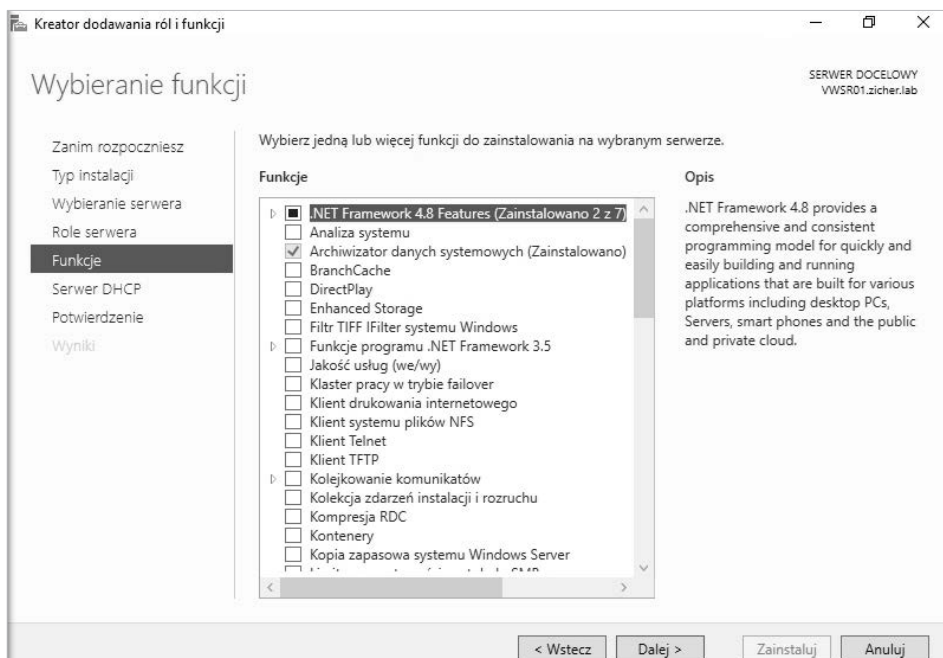 Kreator dodawania ról i funkcji
Wybieranie funkcji
SERWER DOCELOWY
VWSR01.zicher.lab
Zanim rozpoczniesz
Typ instalacji
Wybieranie serwera
Role serwera
Funkcje
Serwer DHCP
Potwierdzenie
Wyniki
Wybierz jedną lub więcej funkcji do zainstalowania na wybranym serwerze.
Funkcje
.NET Framework 4.8 Features (Zainstalowano 2 z 7)
Analiza systemu
Archiwizator danych systemowych (Zainstalowano)
BranchCache
DirectPlay
Enhanced Storage
Filtr TIFF IFilter systemu Windows
Funkcje programu .NET Framework 3.5
Jakość usług (we/wy)
Klaster pracy w trybie failover
Klient drukowania internetowego
Klient systemu plików NFS
Klient Telnet
Klient TFTP
Kolejkowanie komunikatów
Kolekcja zdarzeń instalacji i rozruchu
Kompresja RDC
Kontenery
Kopia zapasowa systemu Windows Server
Opis
.NET Framework 4.8 provides a
comprehensive and consistent
programming model for quickly and
easily building and running
applications that are built for various
platforms including desktop PCs,
Servers, smart phones and the public
and private cloud.
< Wstecz
Dalej >
Zainstaluj
Anuluj